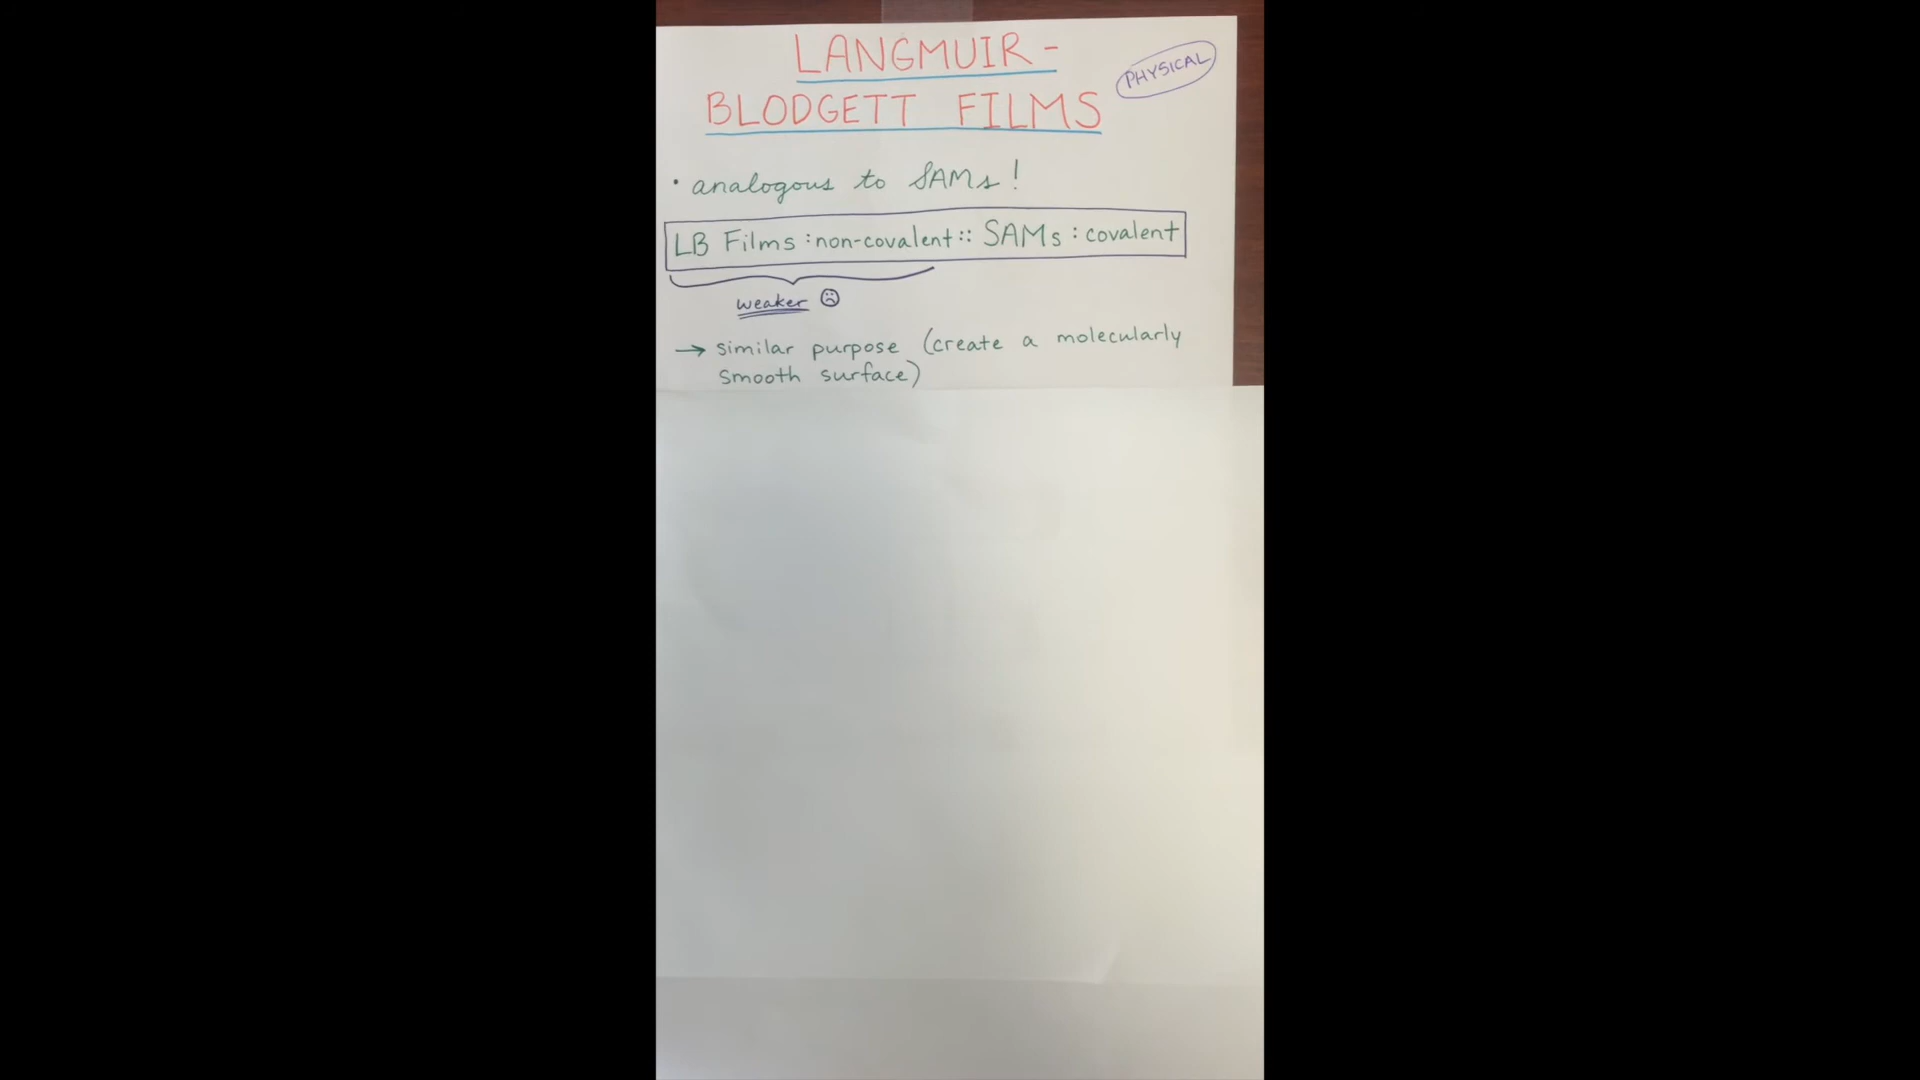 LANGMUIR-
BLODGETT FILMS
PHYSICAL
• analogous to SAMs!
LB Films : non-covalent :: SAMs : covalent
weaker ☹
→ similar purpose (create a molecularly
smooth surface)